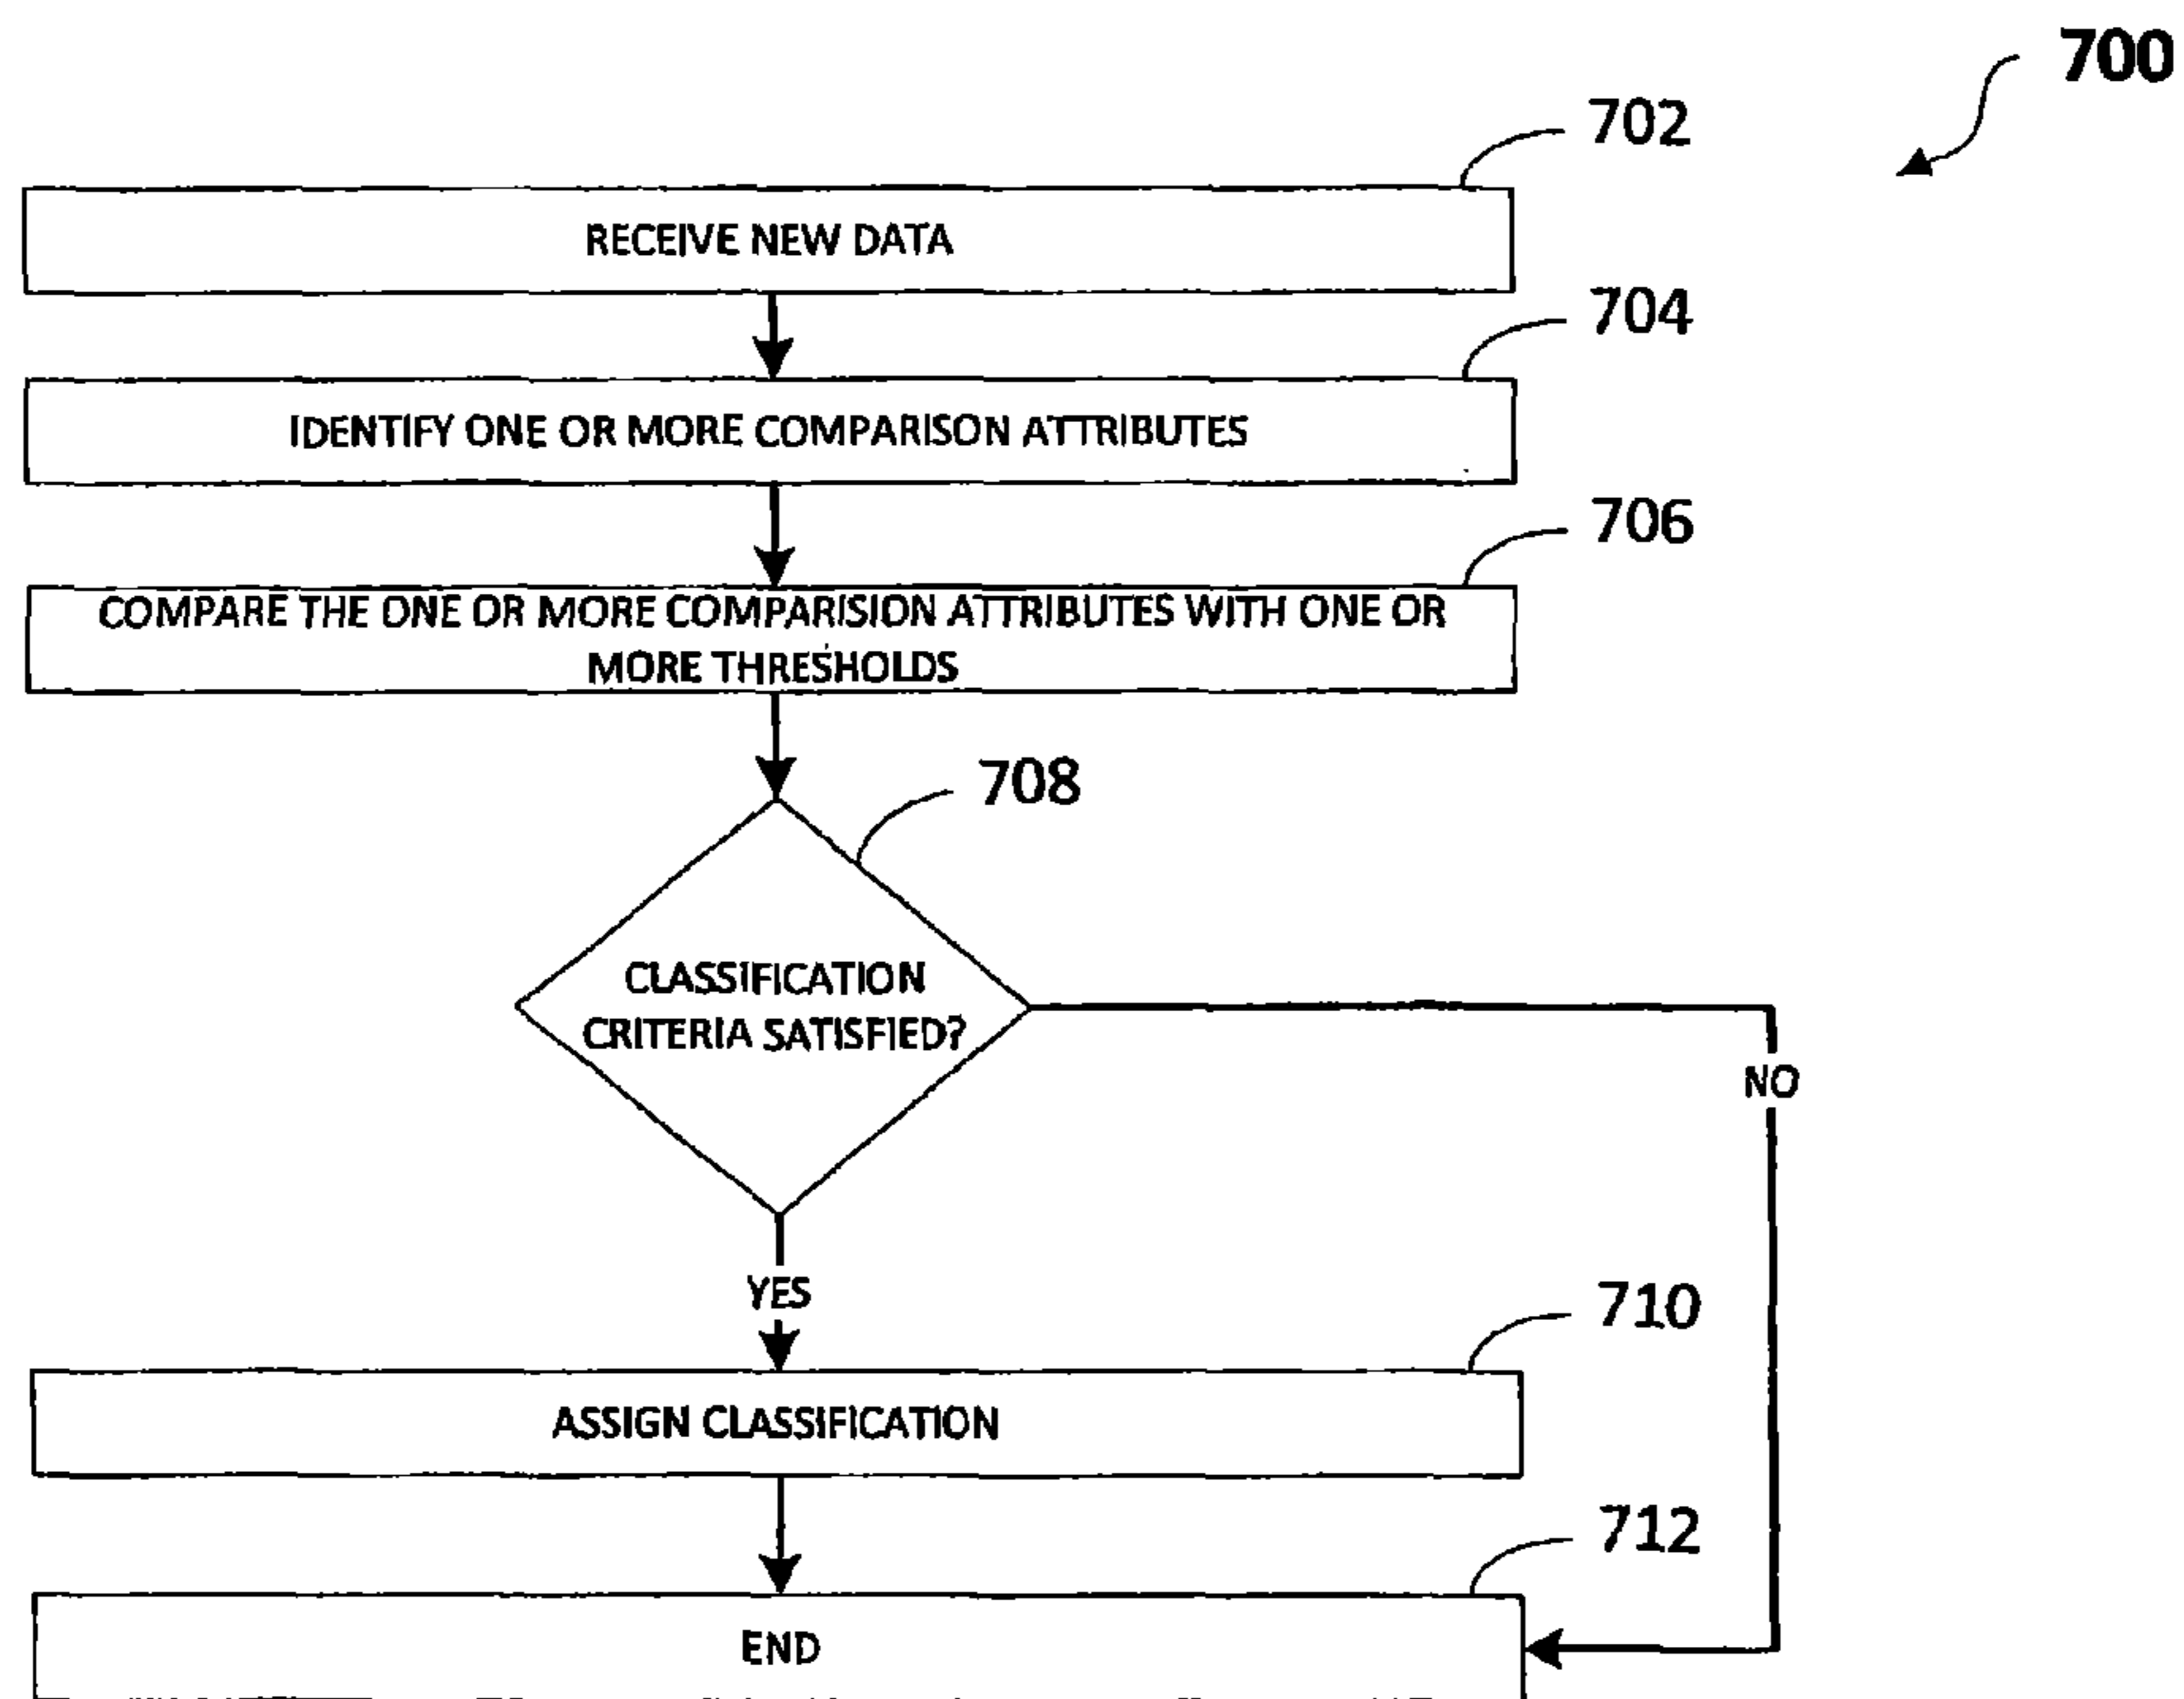 700
702
RECEIVE NEW DATA
704
IDENTIFY ONE OR MORE COMPARISON ATTRIBUTES
706
COMPARE THE ONE OR MORE COMPARISION ATTRIBUTES WITH ONE OR
MORE THRESHOLDS
708
CLASSIFICATION
CRITERIA SATISFIED?
NO
YES
710
ASSIGN CLASSIFICATION
712
END